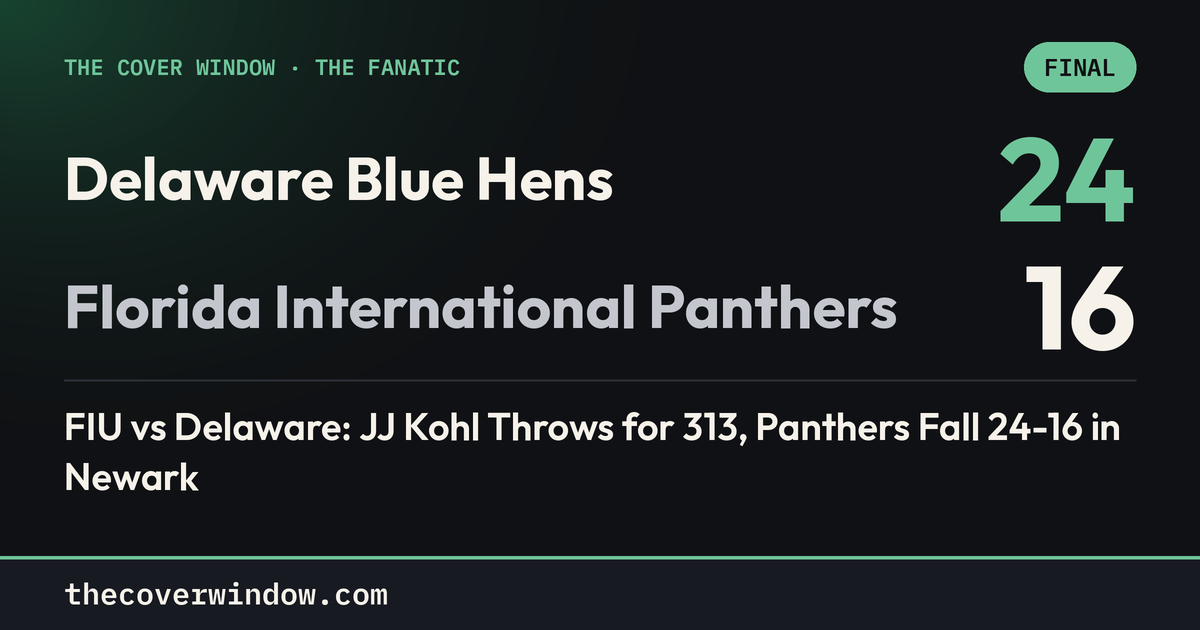 THE COVER WINDOW · THE FANATIC
FINAL
Delaware Blue Hens
24
Florida International Panthers
16
FIU vs Delaware: JJ Kohl Throws for 313, Panthers Fall 24-16 in
Newark
thecoverwindow.com